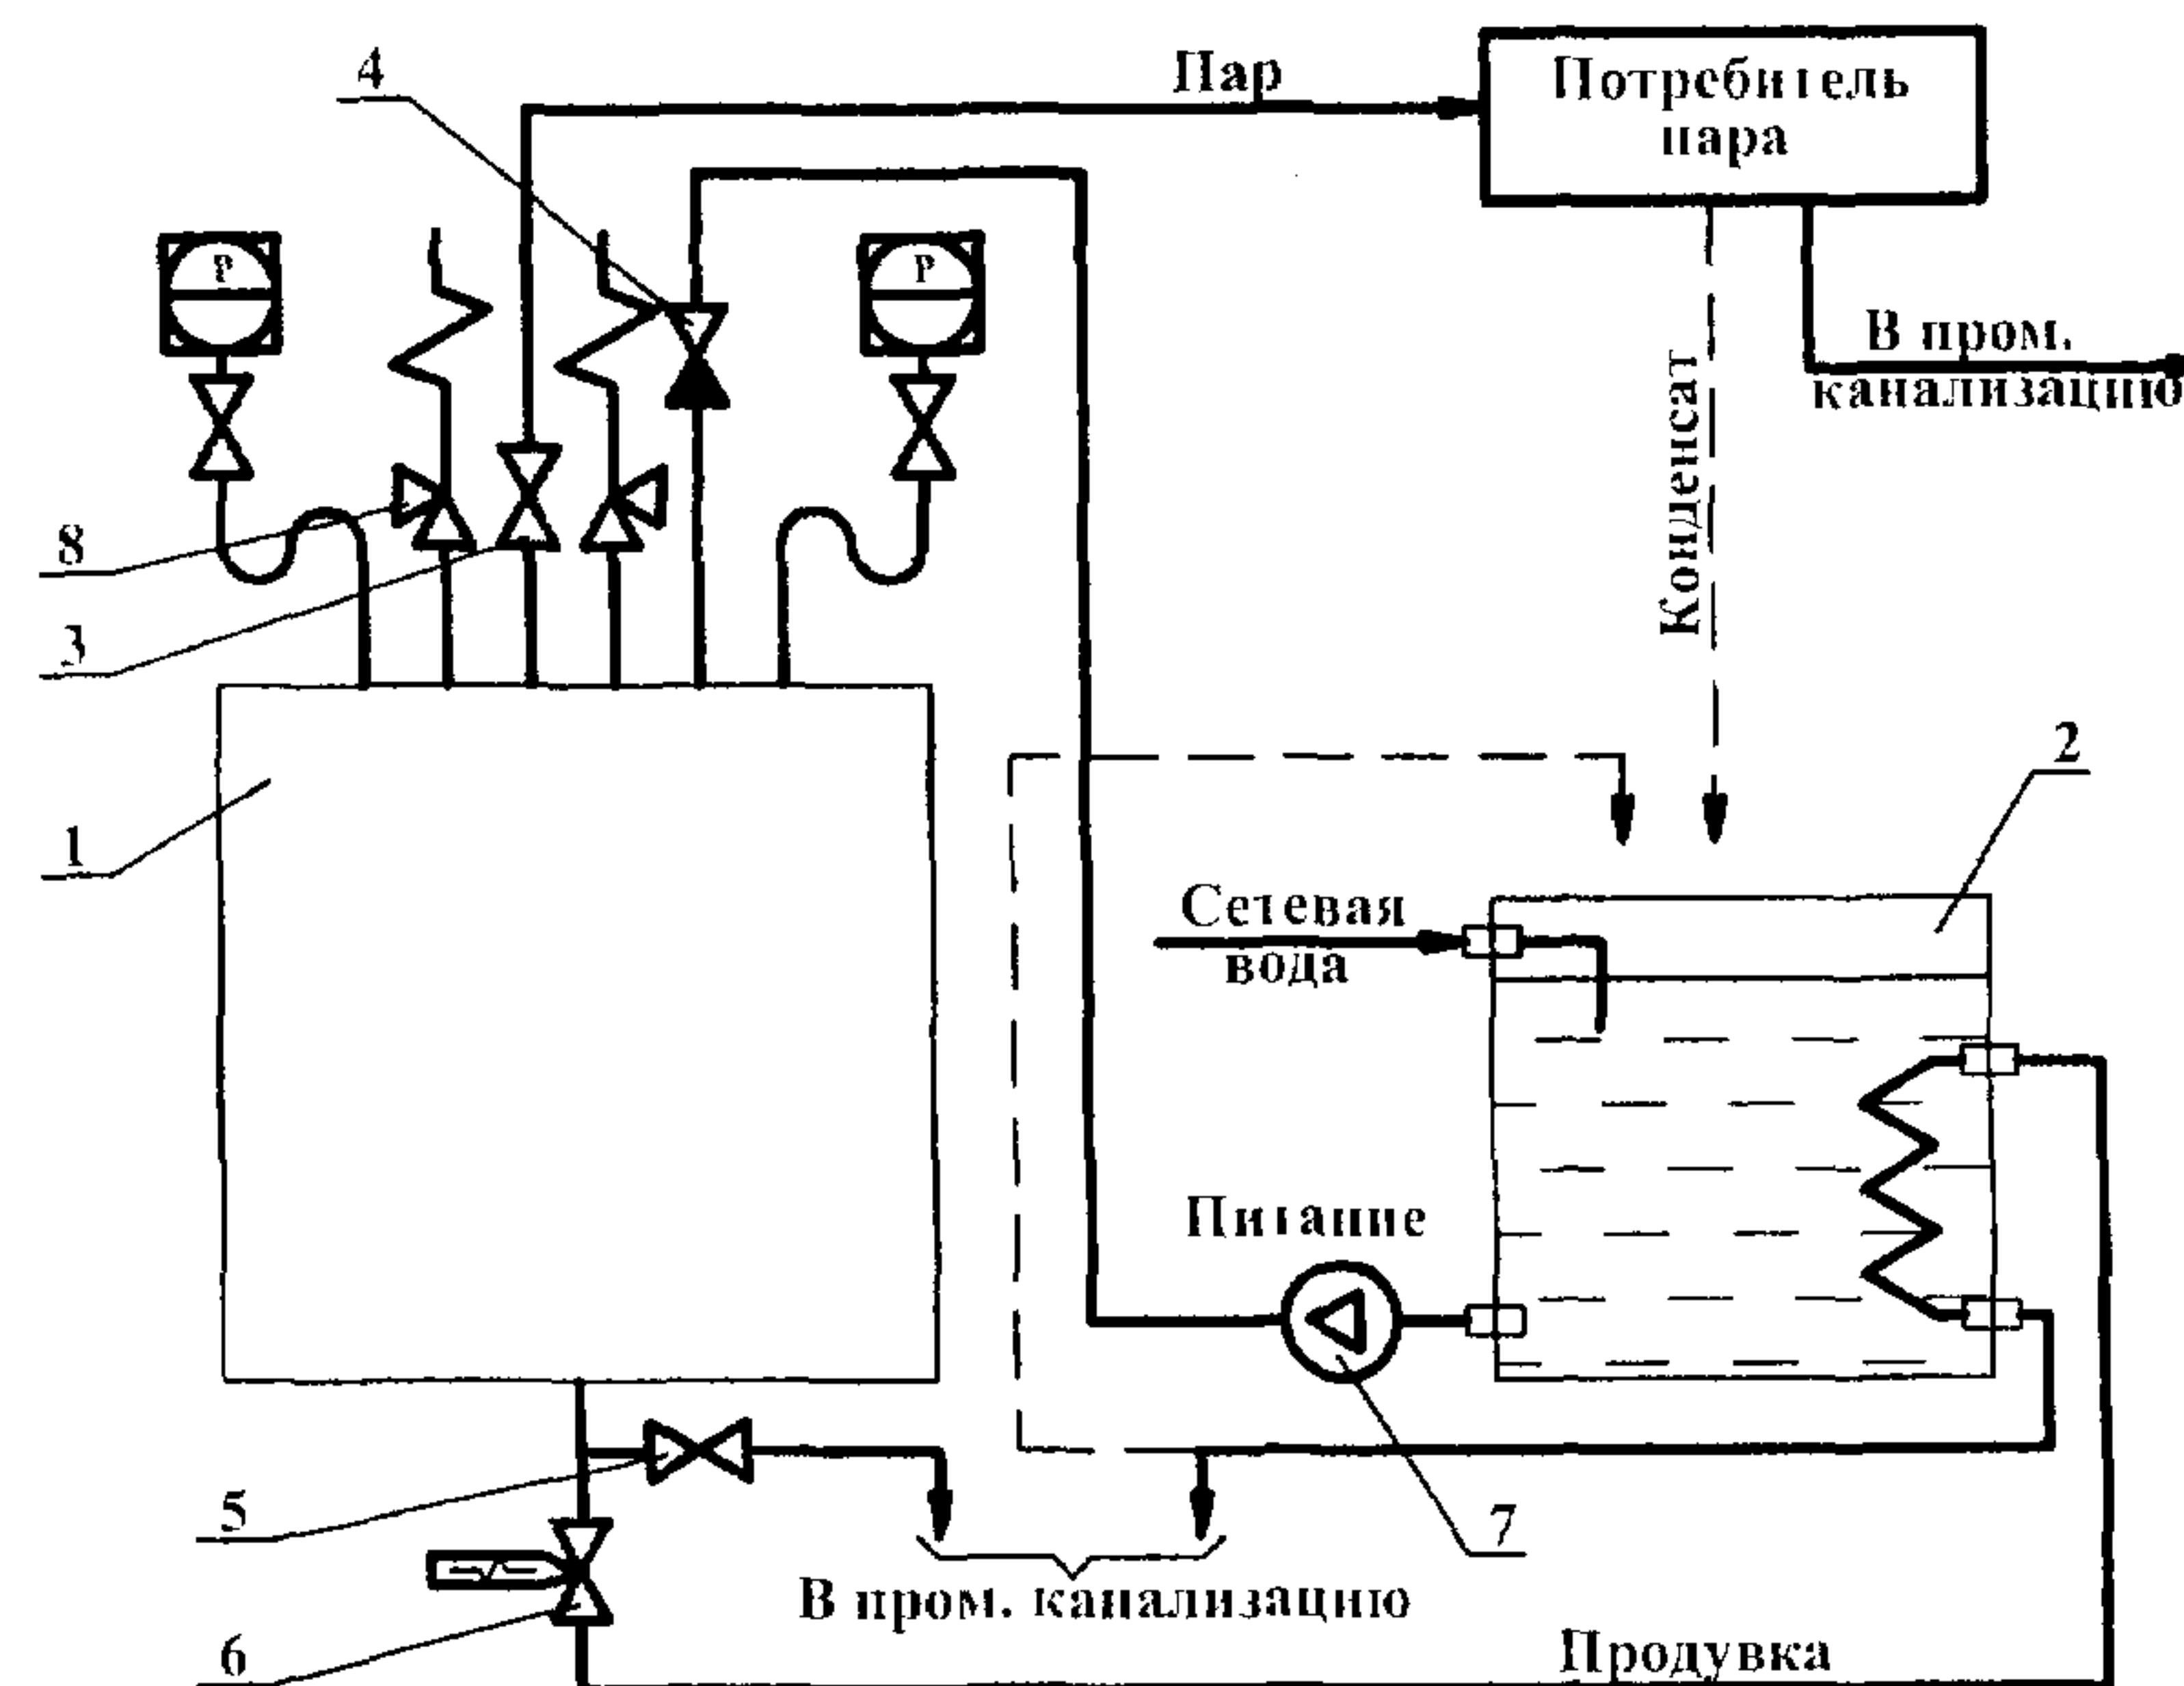 4
Пар
Потребитель
пара
P
P
В пром.
канализацию
Конденсат
8
3
2
1
Сетевая
вода
Питание
5
7
В пром. канализацию
6
Продувка